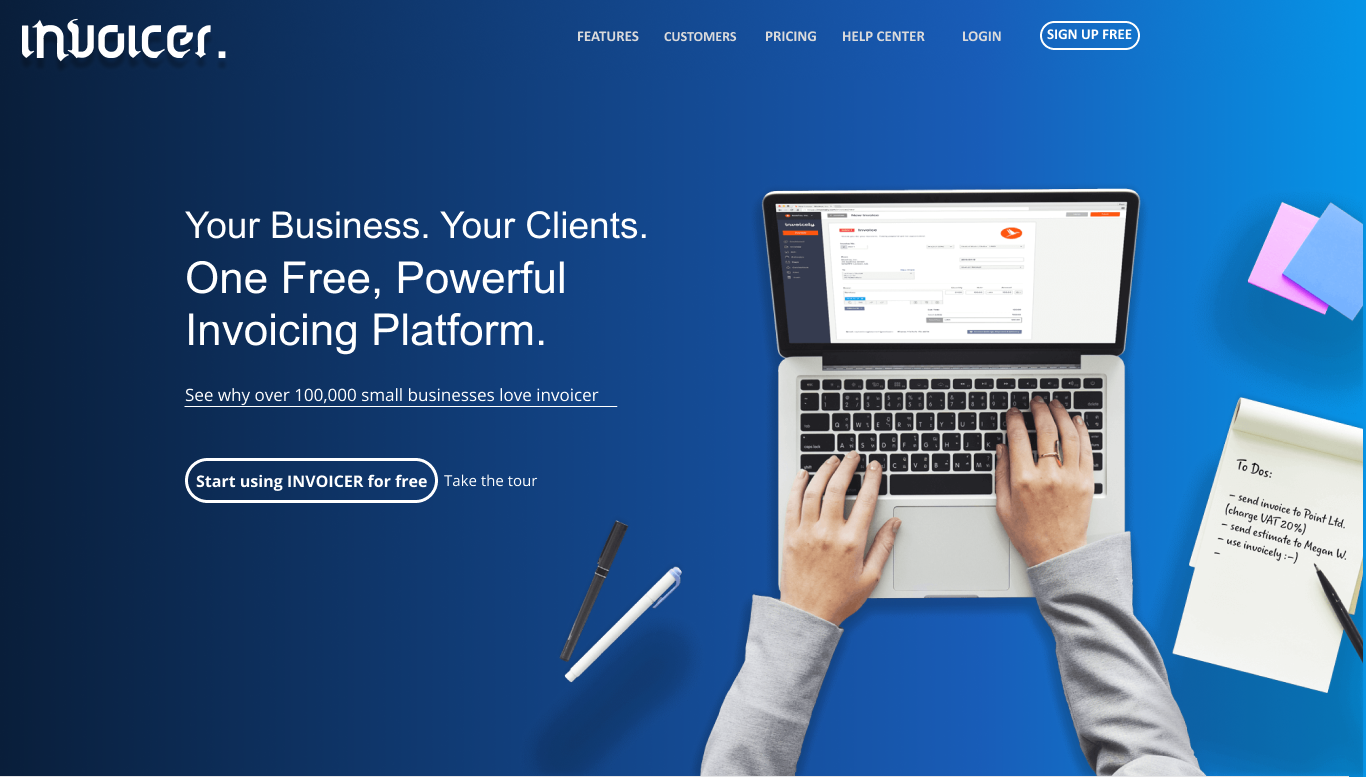 invoicer.
FEATURES CUSTOMERS PRICING HELP CENTER LOGIN SIGN UP FREE
Your Business. Your Clients.
One Free, Powerful
Invoicing Platform.
See why over 100,000 small businesses love invoicer
Start using INVOICER for free Take the tour
invoicely
Invoice
To Dos:
- send invoice to Point Ltd.
(charge VAT 20%)
- send estimate to Megan W.
- use invoicely :-)
-